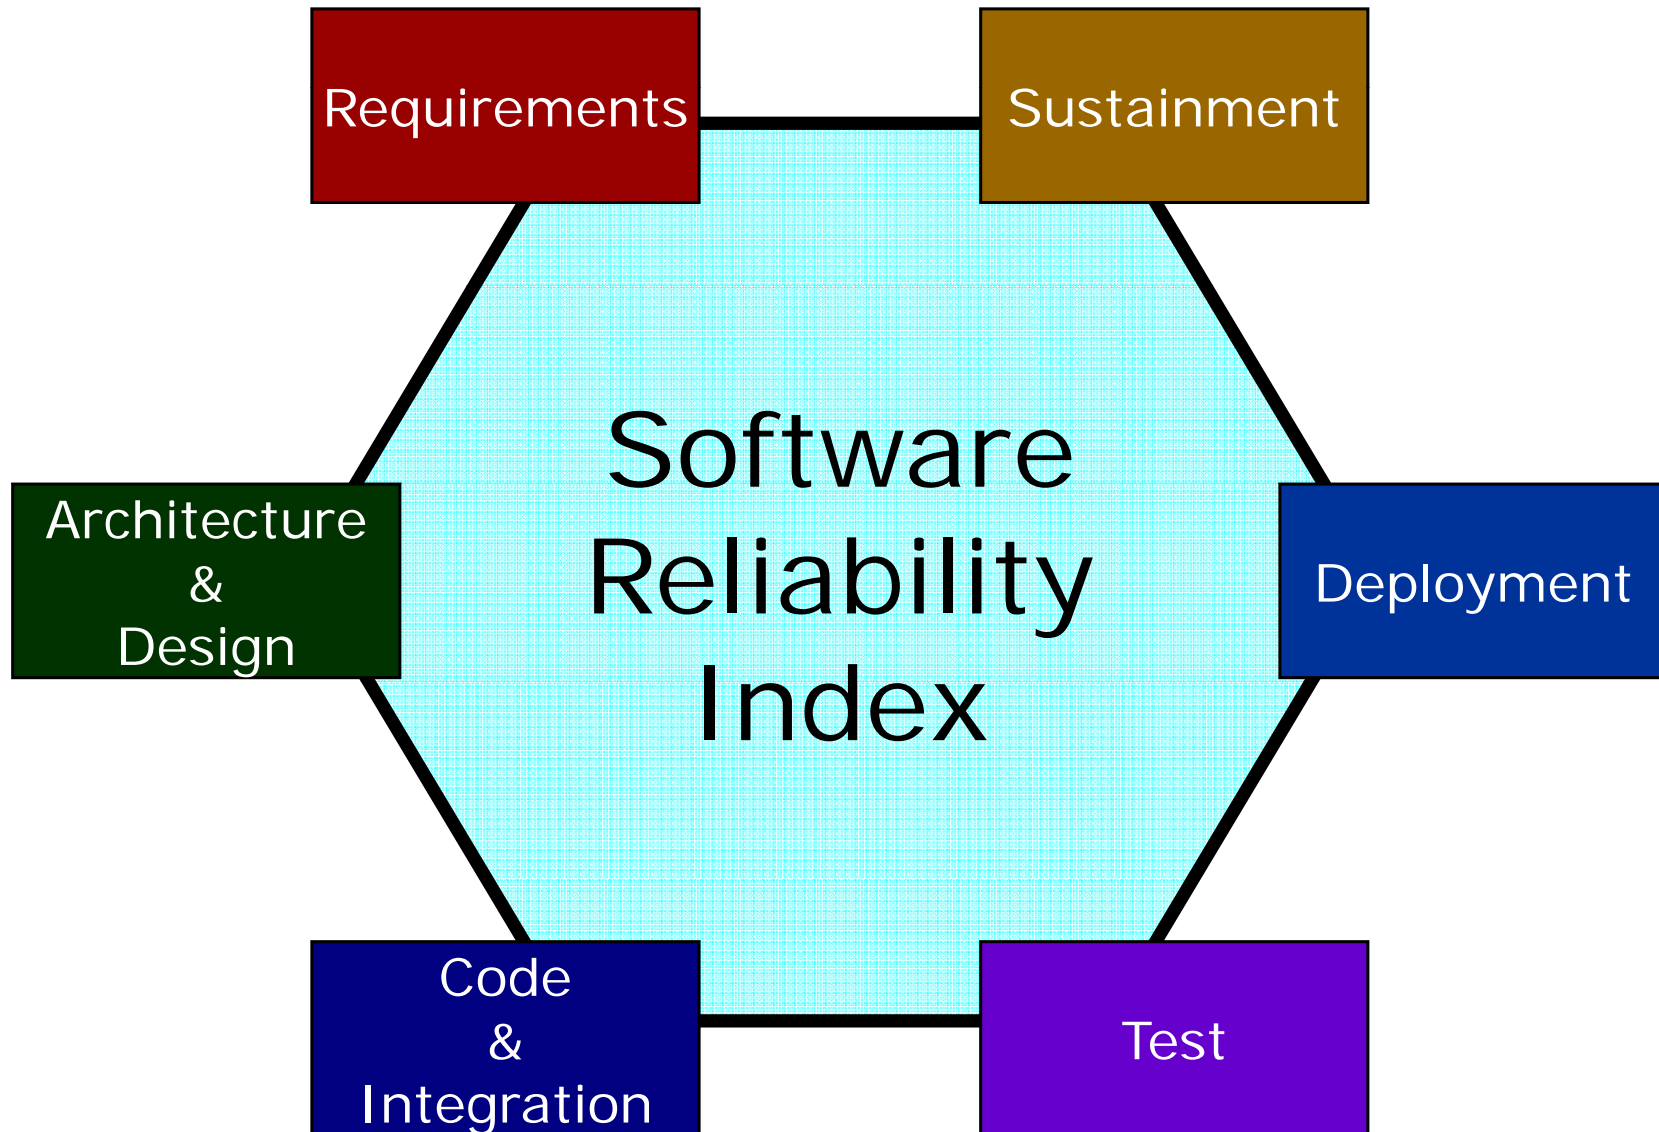 Requirements
Sustainment
Software
Reliability
Index
Architecture
&
Design
Deployment
Code
&
Integration
Test